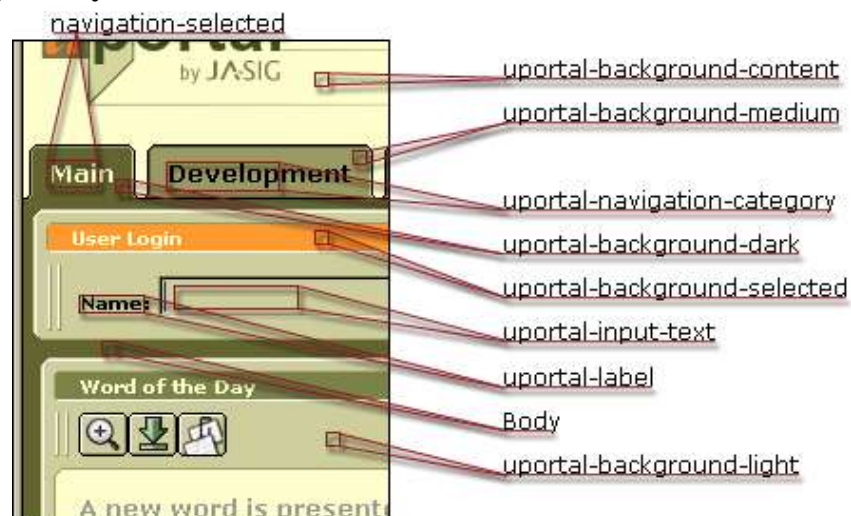 navigation-selected
uportal
by JA-SIG
uportal-background-content
uportal-background-medium
Main
Development
uportal-navigation-category
uportal-background-dark
User Login
uportal-background-selected
Name:
uportal-input-text
uportal-label
Word of the Day
Body
uportal-background-light
A new word is present